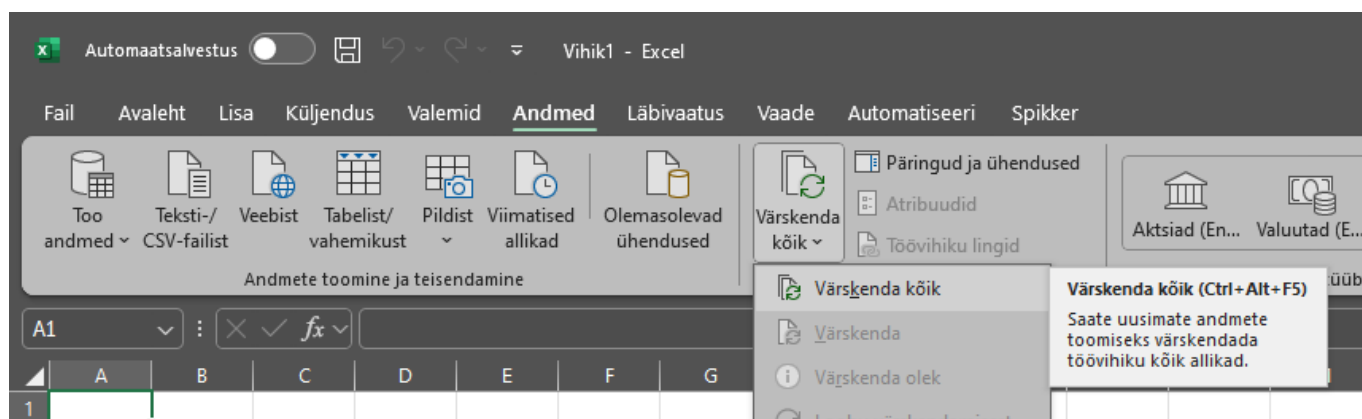 Automaatsalvestus
Vihik1 - Excel
Fail Avaleht Lisa Küljendus Valemid Andmed Läbivaatus Vaade Automatiseeri Spikker
Too andmed
Teksti-/ CSV-failist
Veebist
Tabelist/ vahemikust
Pildist
Viimatised allikad
Olemasolevad ühendused
Andmete toomine ja teisendamine
Värskenda kõik
Päringud ja ühendused
Atribuudid
Töövihiku lingid
Aktsiad (En...
Valuutad (E...
Värskenda kõik
Värskenda
Värskenda olek
Värskenda kõik (Ctrl+Alt+F5)
Saate uusimate andmete
toomiseks värskendada
töövihiku kõik allikad.
A1
fx
A B C D E F G
1